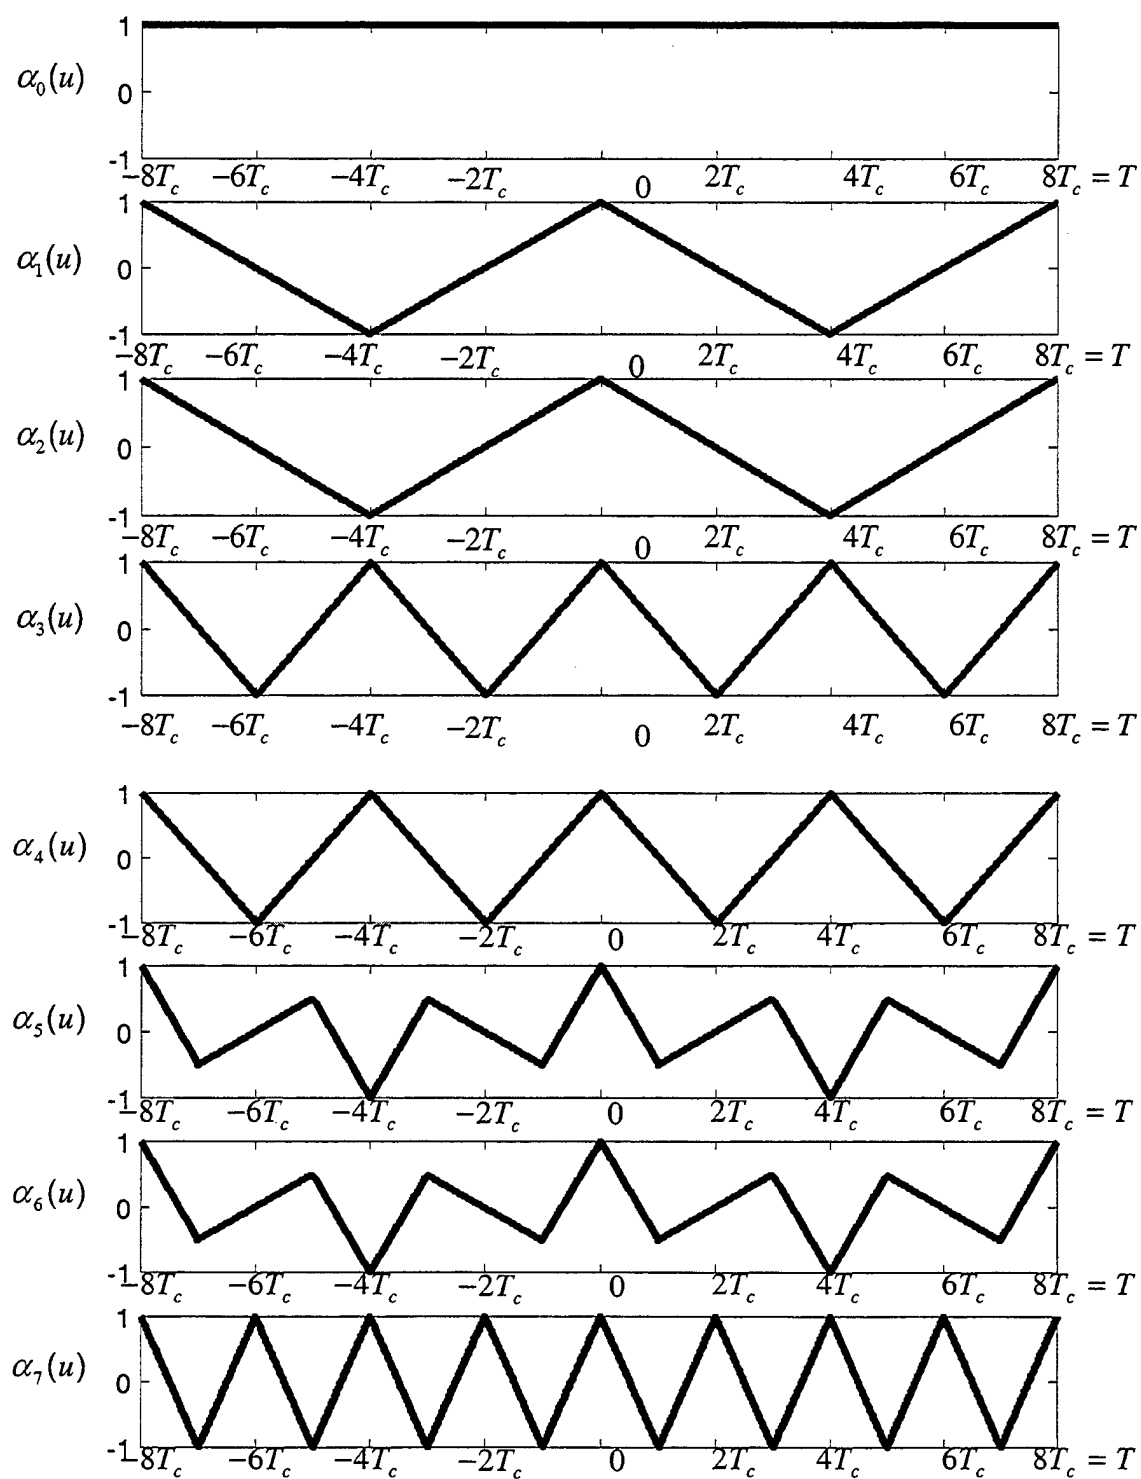 1
α₀(u) 0
-1
−8T_c −6T_c −4T_c −2T_c 0 2T_c 4T_c 6T_c 8T_c = T
1
α₁(u) 0
-1
−8T_c −6T_c −4T_c −2T_c 0 2T_c 4T_c 6T_c 8T_c = T
1
α₂(u) 0
-1
−8T_c −6T_c −4T_c −2T_c 0 2T_c 4T_c 6T_c 8T_c = T
1
α₃(u) 0
-1
−8T_c −6T_c −4T_c −2T_c 0 2T_c 4T_c 6T_c 8T_c = T
1
α₄(u) 0
-1
−8T_c −6T_c −4T_c −2T_c 0 2T_c 4T_c 6T_c 8T_c = T
1
α₅(u) 0
-1
−8T_c −6T_c −4T_c −2T_c 0 2T_c 4T_c 6T_c 8T_c = T
1
α₆(u) 0
-1
−8T_c −6T_c −4T_c −2T_c 0 2T_c 4T_c 6T_c 8T_c = T
1
α₇(u) 0
-1
−8T_c −6T_c −4T_c −2T_c 0 2T_c 4T_c 6T_c 8T_c = T